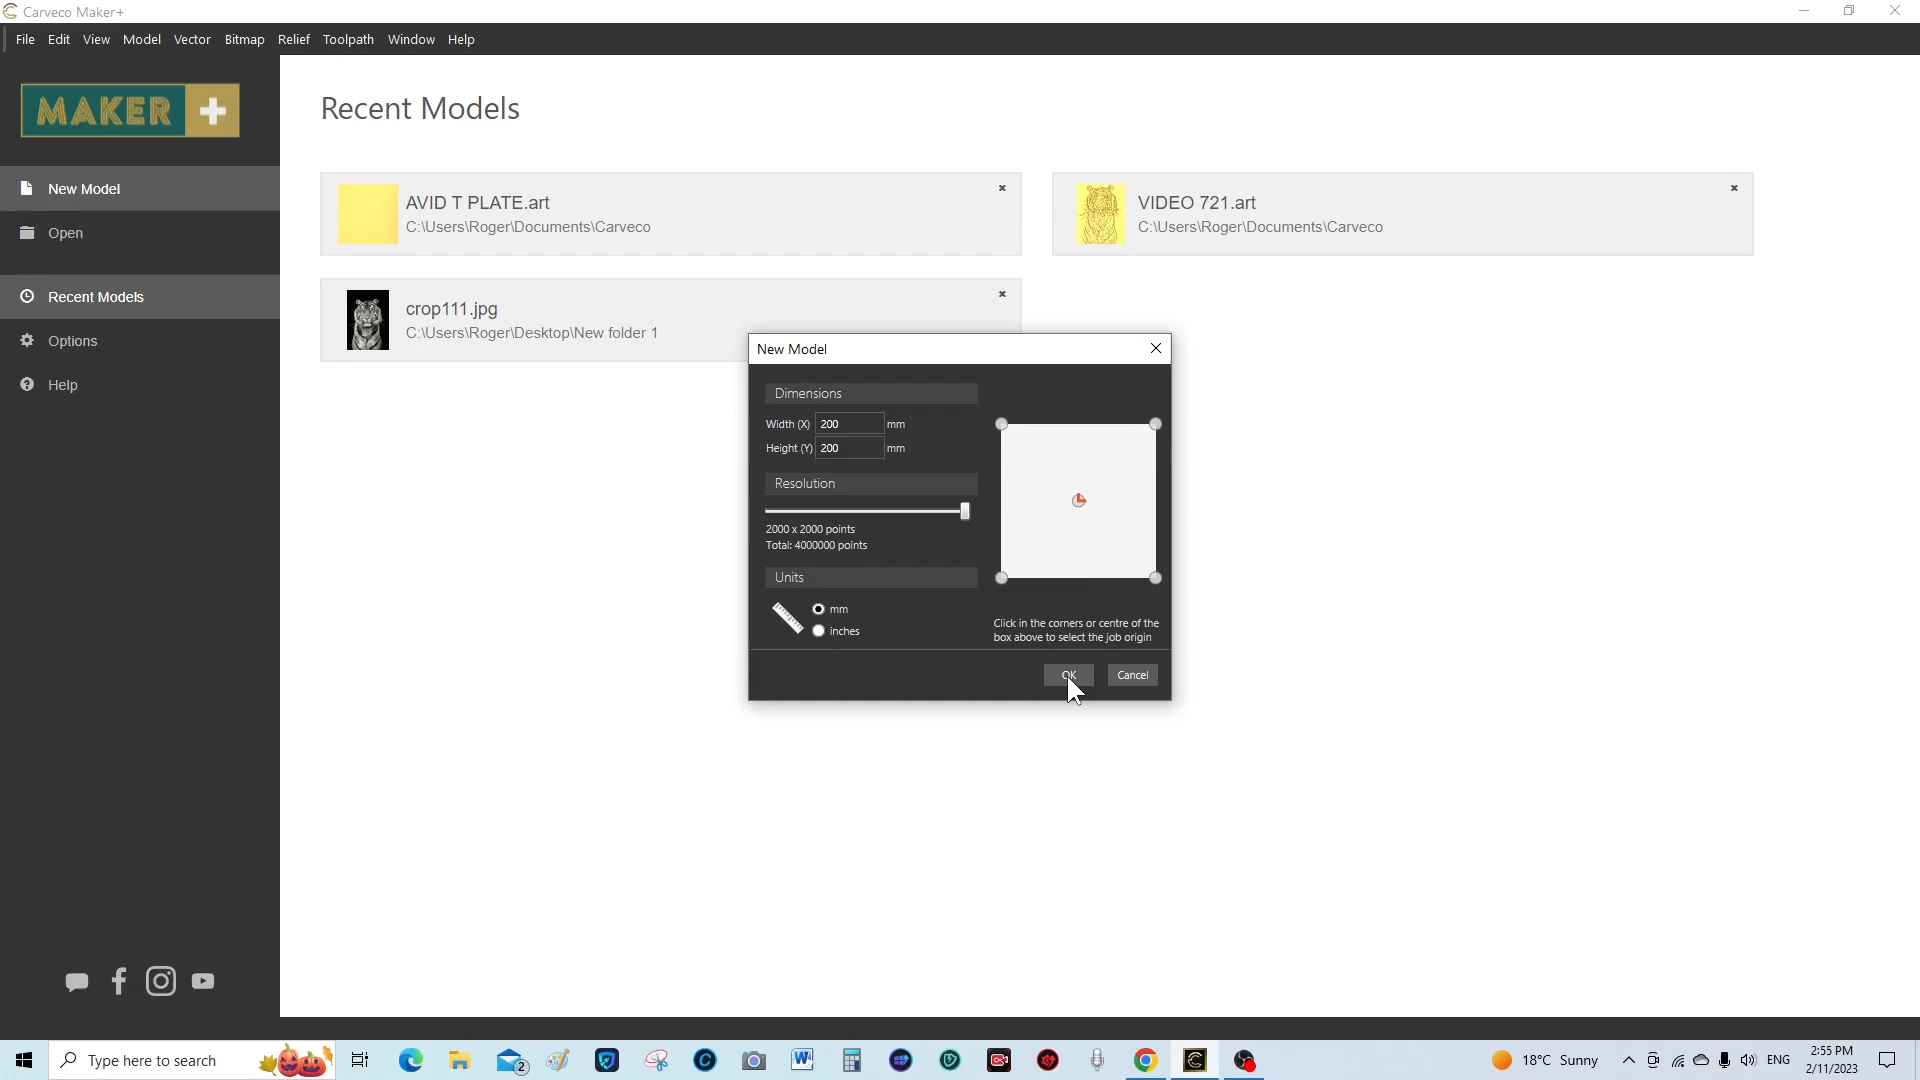 Carveco Maker+
File Edit View Model Vector Bitmap Relief Toolpath Window Help
MAKER +
New Model
Open
Recent Models
Options
Help
Recent Models
AVID T PLATE.art
C:\Users\Roger\Documents\Carveco
VIDEO 721.art
C:\Users\Roger\Documents\Carveco
crop111.jpg
C:\Users\Roger\Desktop\New folder 1
New Model
Dimensions
Width (X) 200 mm
Height (Y) 200 mm
Resolution
2000 x 2000 points
Total: 4000000 points
Units
mm
inches
Click in the corners or centre of the
box above to select the job origin
OK Cancel
Type here to search
2
18°C Sunny
ENG
2:55 PM
2/11/2023